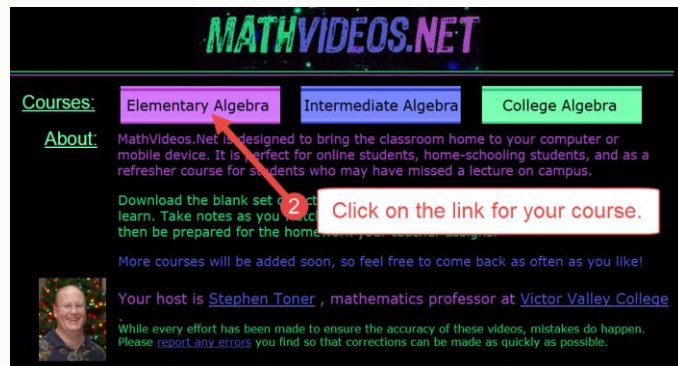 MATHVIDEOS.NET
Courses:
Elementary Algebra
Intermediate Algebra
College Algebra
About:
MathVideos.Net is designed to bring the classroom home to your computer or
mobile device. It is perfect for online students, home-schooling students, and as a
refresher course for students who may have missed a lecture on campus.
Download the blank set
learn. Take notes as you
then be prepared for the homework your teacher assigns.
2
Click on the link for your course.
More courses will be added soon, so feel free to come back as often as you like!
Your host is Stephen Toner , mathematics professor at Victor Valley College
.
While every effort has been made to ensure the accuracy of these videos, mistakes do happen.
Please report any errors you find so that corrections can be made as quickly as possible.